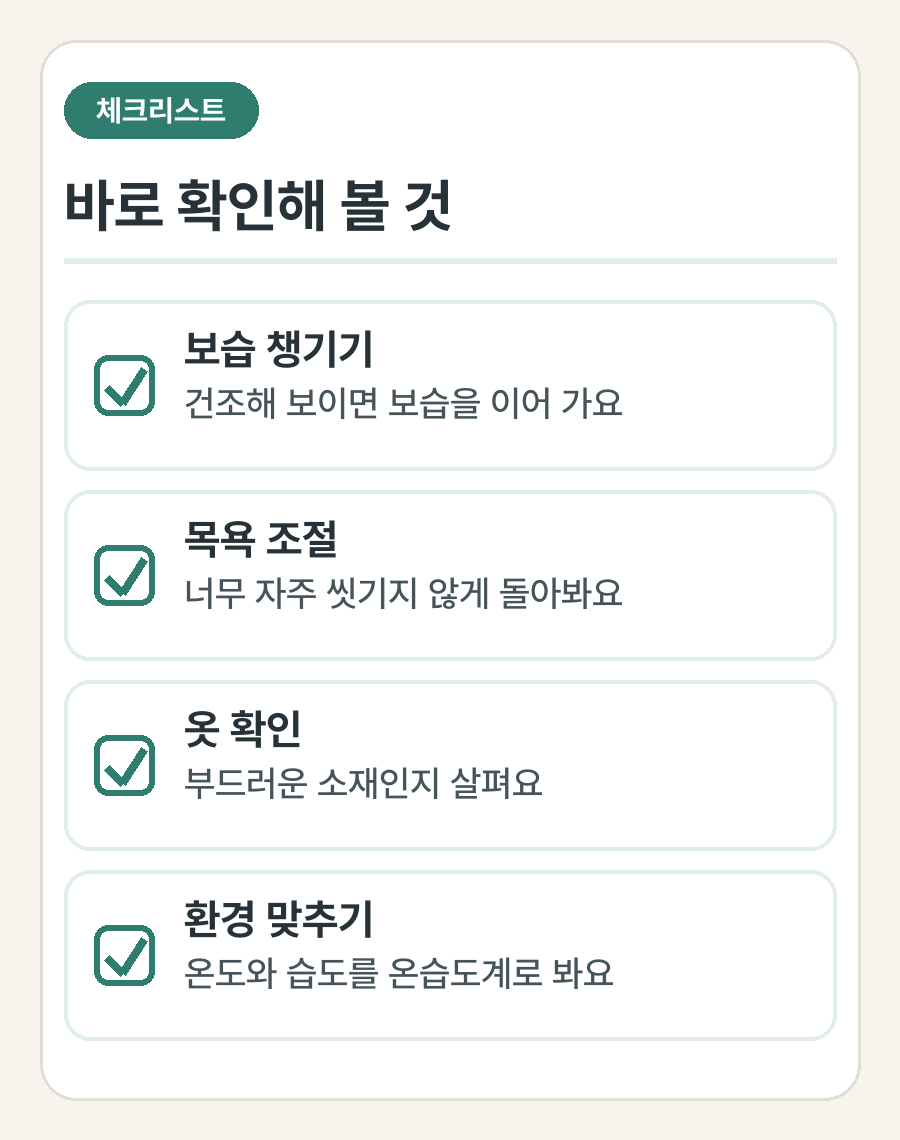 체크리스트
바로 확인해 볼 것
보습 챙기기
건조해 보이면 보습을 이어 가요
목욕 조절
너무 자주 씻기지 않게 돌아봐요
옷 확인
부드러운 소재인지 살펴요
환경 맞추기
온도와 습도를 온습도계로 봐요